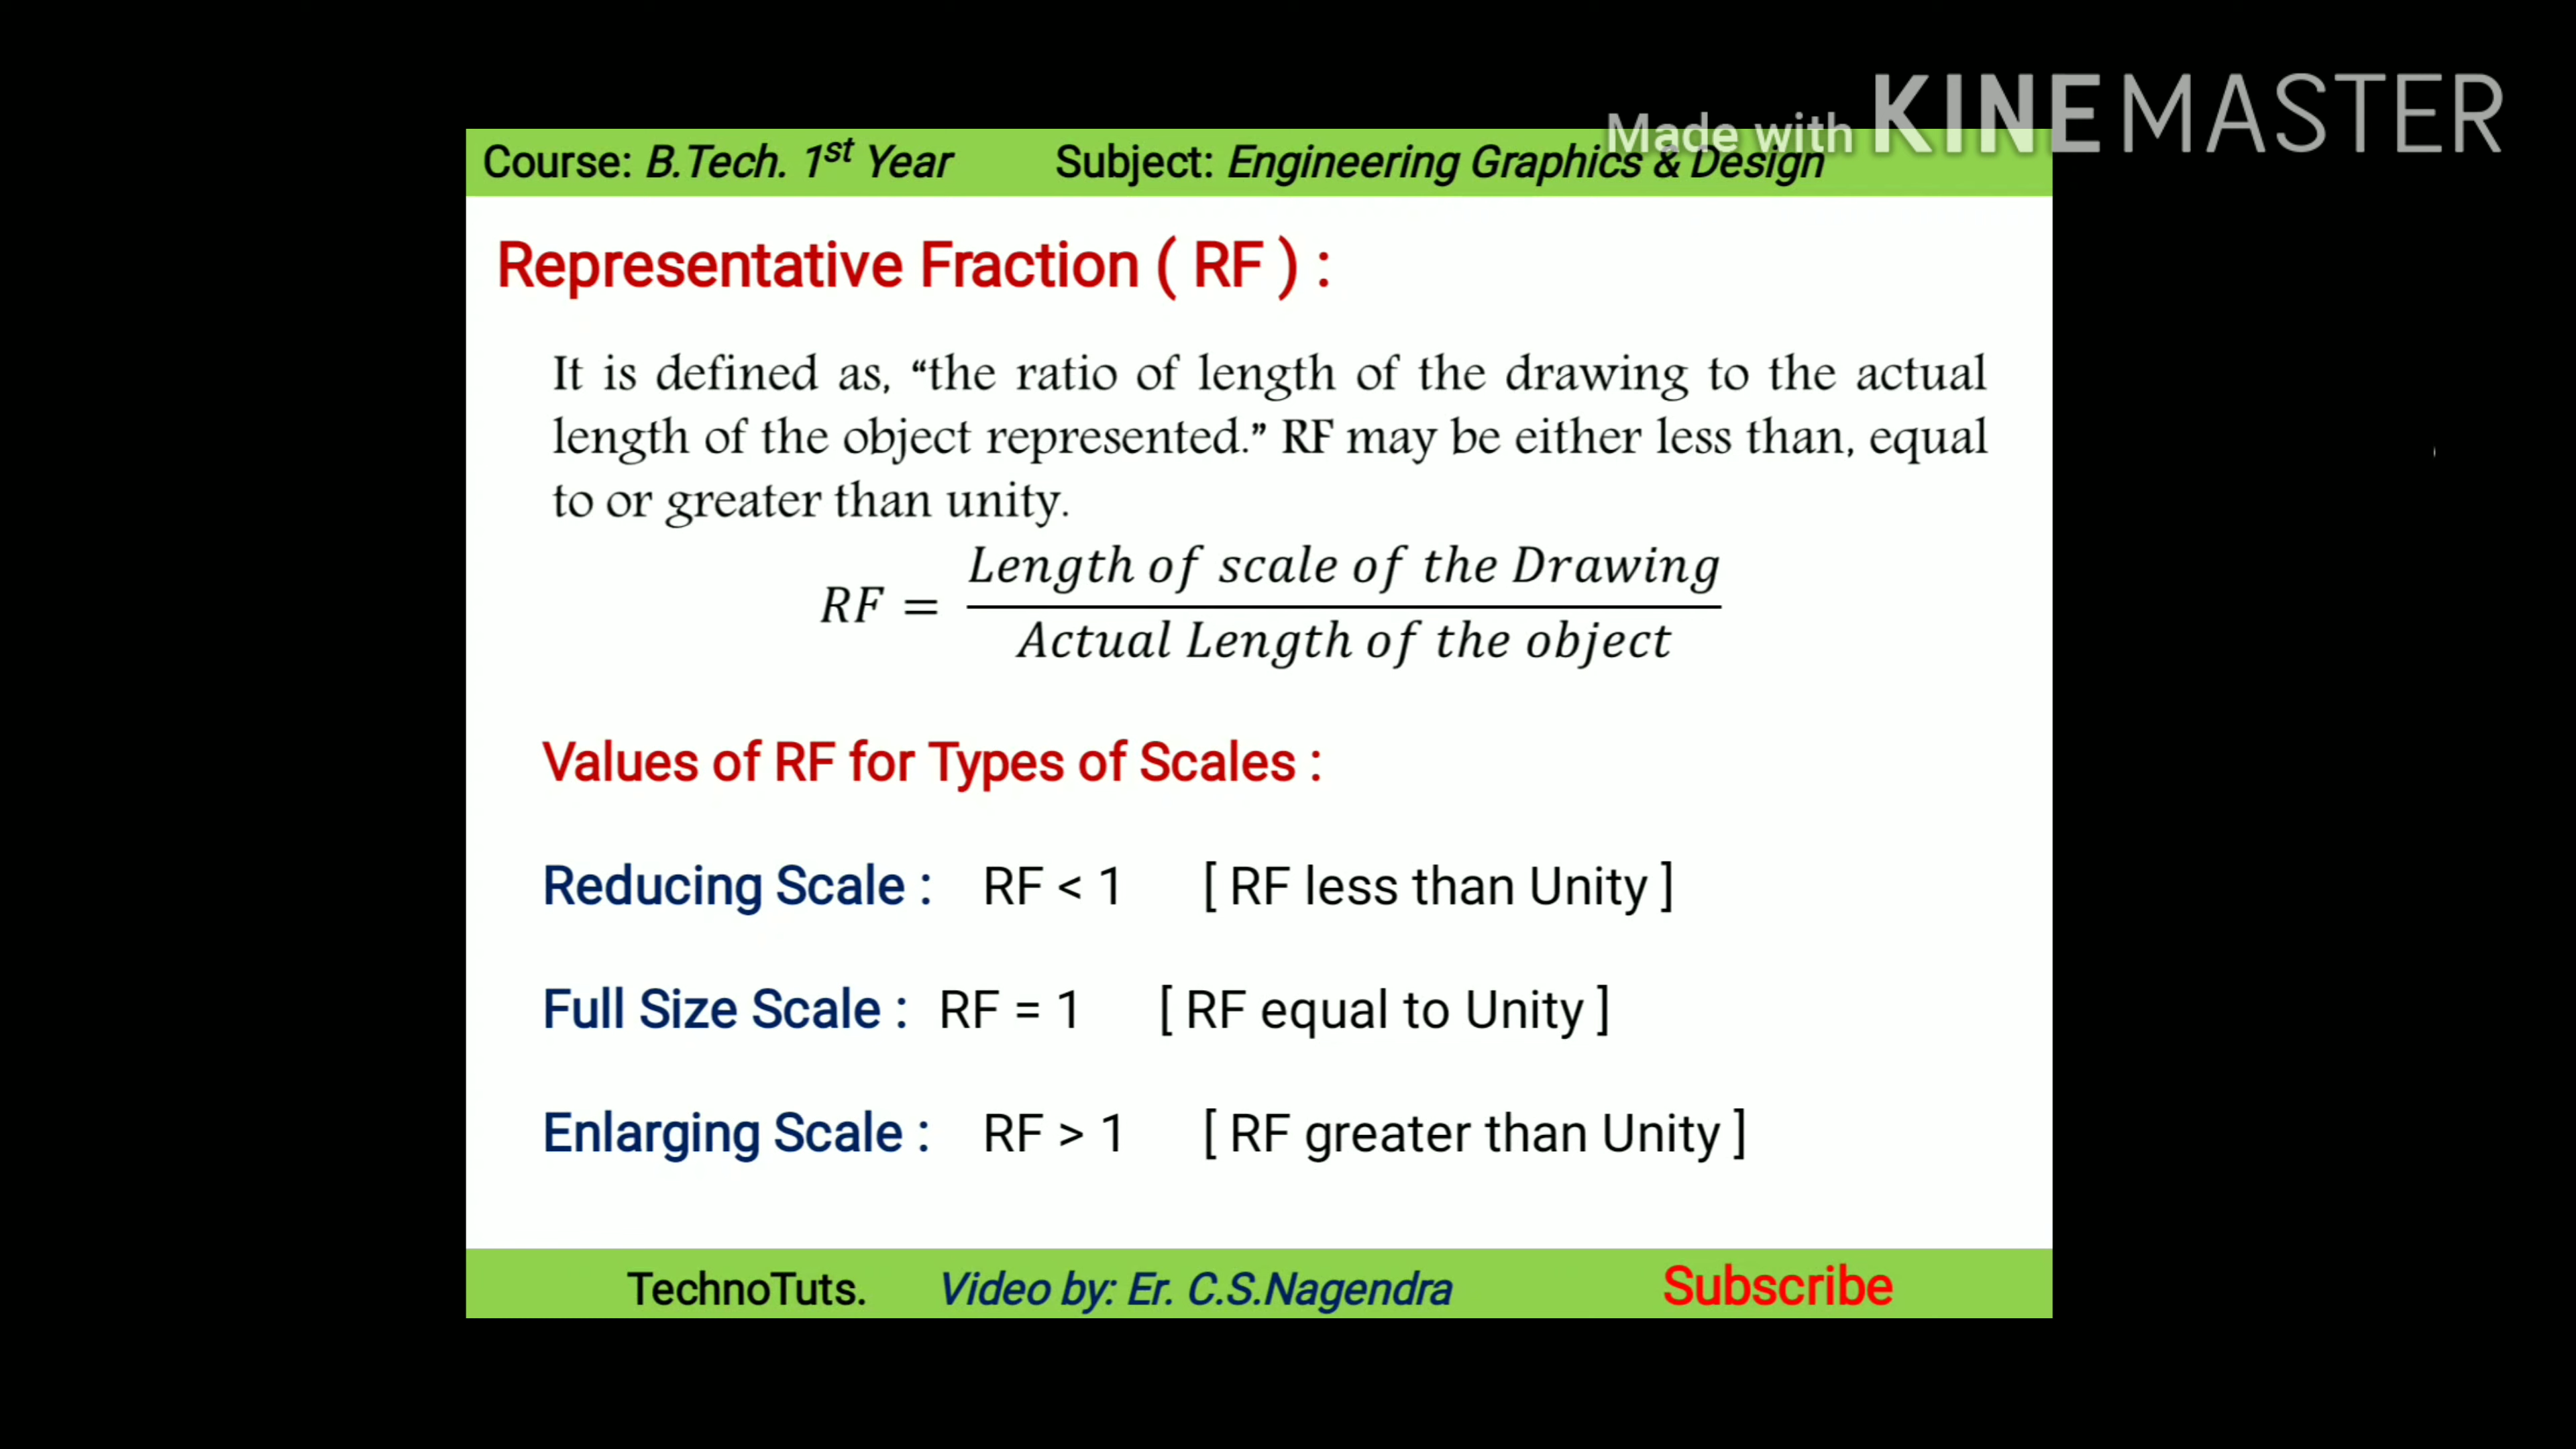 Made with KINEMASTER
Course: B.Tech. 1st Year Subject: Engineering Graphics & Design
Representative Fraction ( RF ) :
It is defined as, “the ratio of length of the drawing to the actual
length of the object represented.” RF may be either less than, equal
to or greater than unity.
RF = Length of scale of the Drawing / Actual Length of the object
Values of RF for Types of Scales :
Reducing Scale : RF < 1 [ RF less than Unity ]
Full Size Scale : RF = 1 [ RF equal to Unity ]
Enlarging Scale : RF > 1 [ RF greater than Unity ]
TechnoTuts. Video by: Er. C.S.Nagendra Subscribe